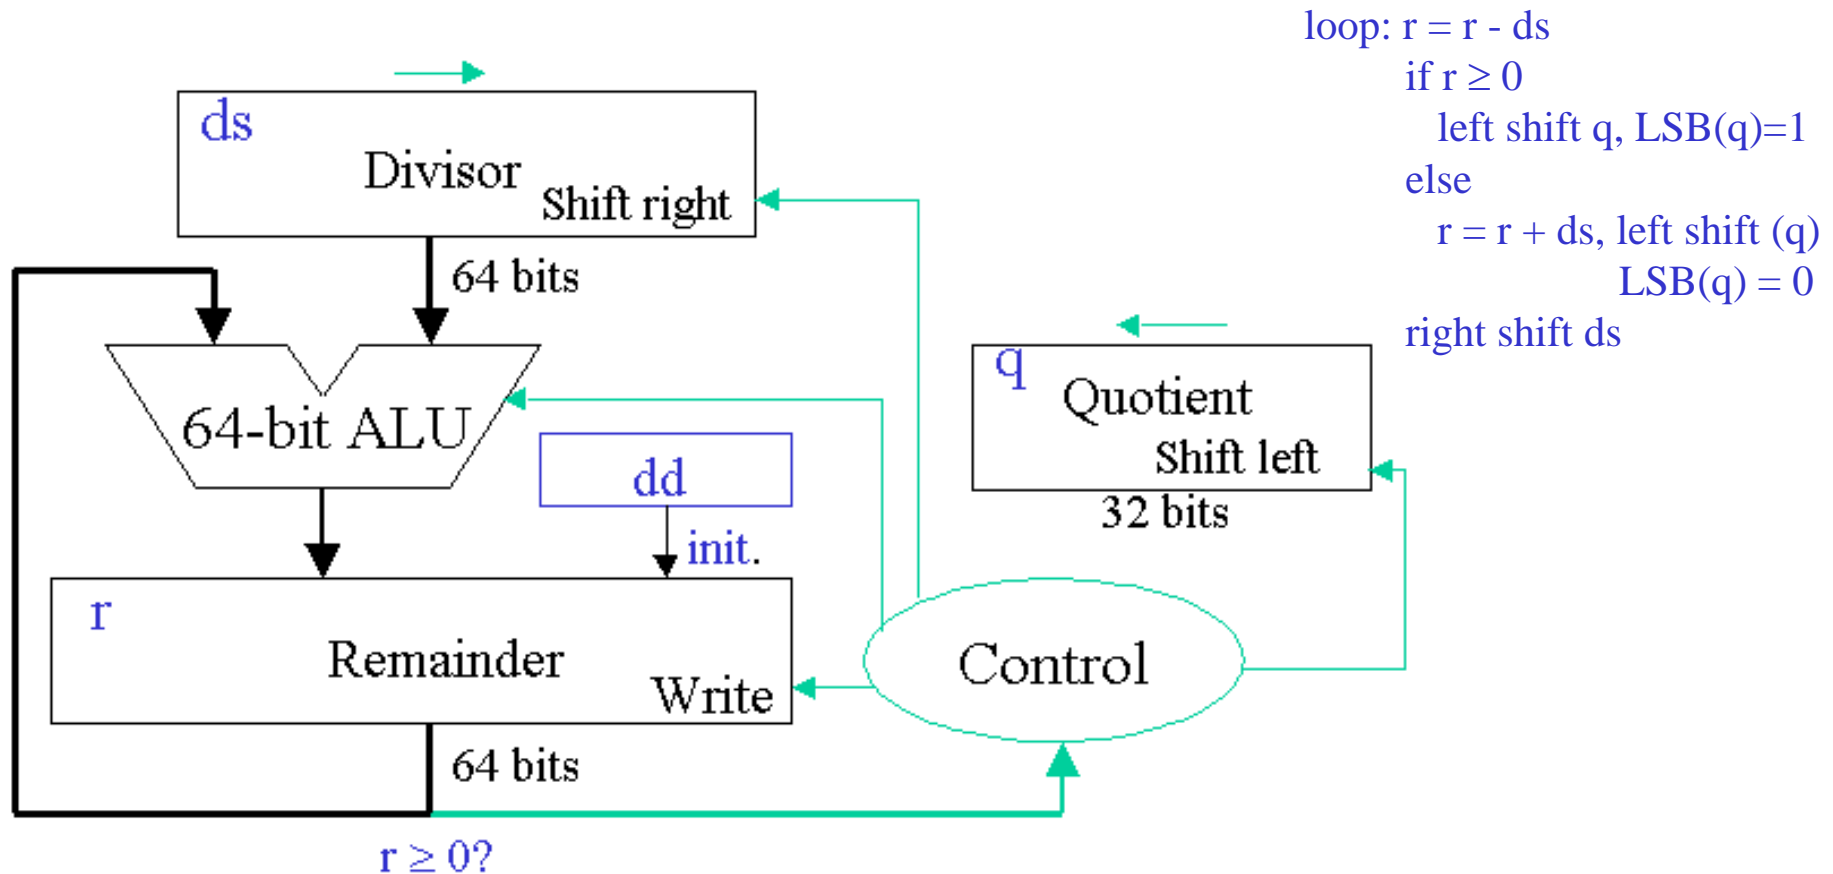 loop: r = r - ds
if r ≥ 0
left shift q, LSB(q)=1
else
r = r + ds, left shift (q)
LSB(q) = 0
right shift ds
ds
Divisor
Shift right
64 bits
64-bit ALU
dd
init.
q
Quotient
Shift left
32 bits
r
Remainder
Write
Control
64 bits
r ≥ 0?